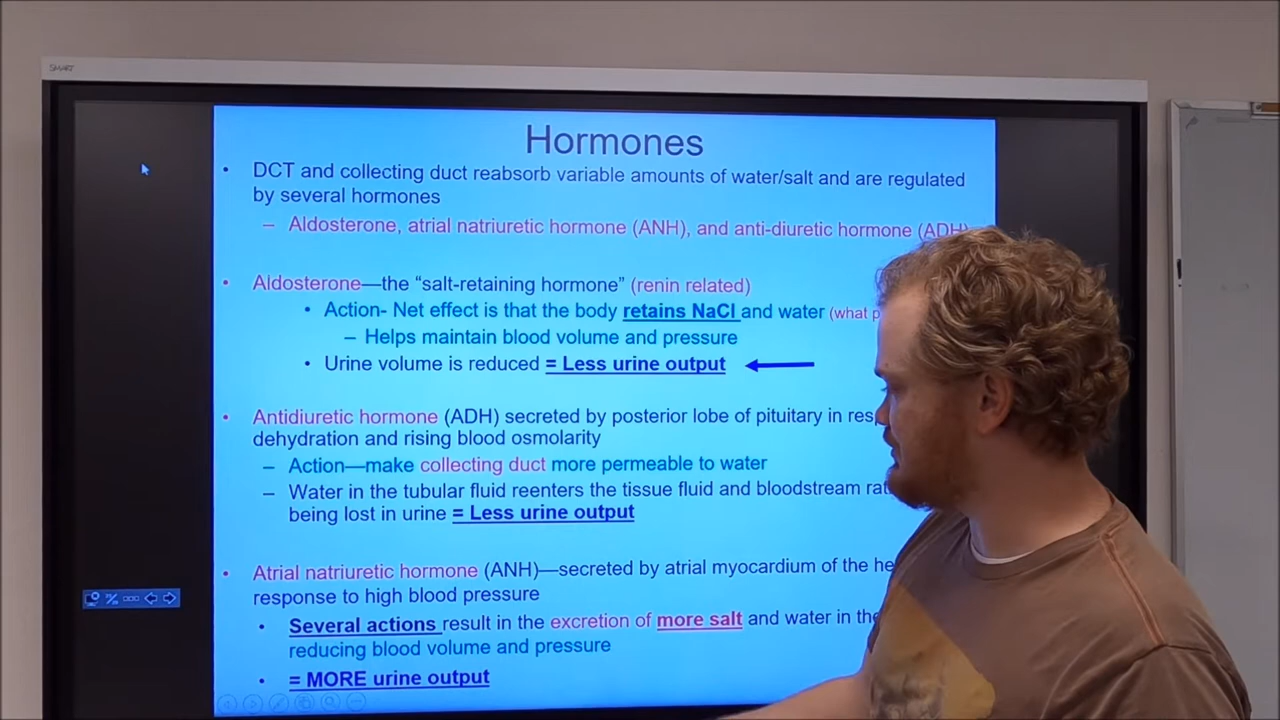 SMART
Hormones
• DCT and collecting duct reabsorb variable amounts of water/salt and are regulated
by several hormones
– Aldosterone, atrial natriuretic hormone (ANH), and anti-diuretic hormone (ADH)
• Aldosterone—the “salt-retaining hormone” (renin related)
• Action- Net effect is that the body retains NaCl and water (what
– Helps maintain blood volume and pressure
• Urine volume is reduced = Less urine output
• Antidiuretic hormone (ADH) secreted by posterior lobe of pituitary in
dehydration and rising blood osmolarity
– Action—make collecting duct more permeable to water
– Water in the tubular fluid reenters the tissue fluid and bloodstream
being lost in urine = Less urine output
• Atrial natriuretic hormone (ANH)—secreted by atrial myocardium of the
response to high blood pressure
• Several actions result in the excretion of more salt and water in the
reducing blood volume and pressure
• = MORE urine output